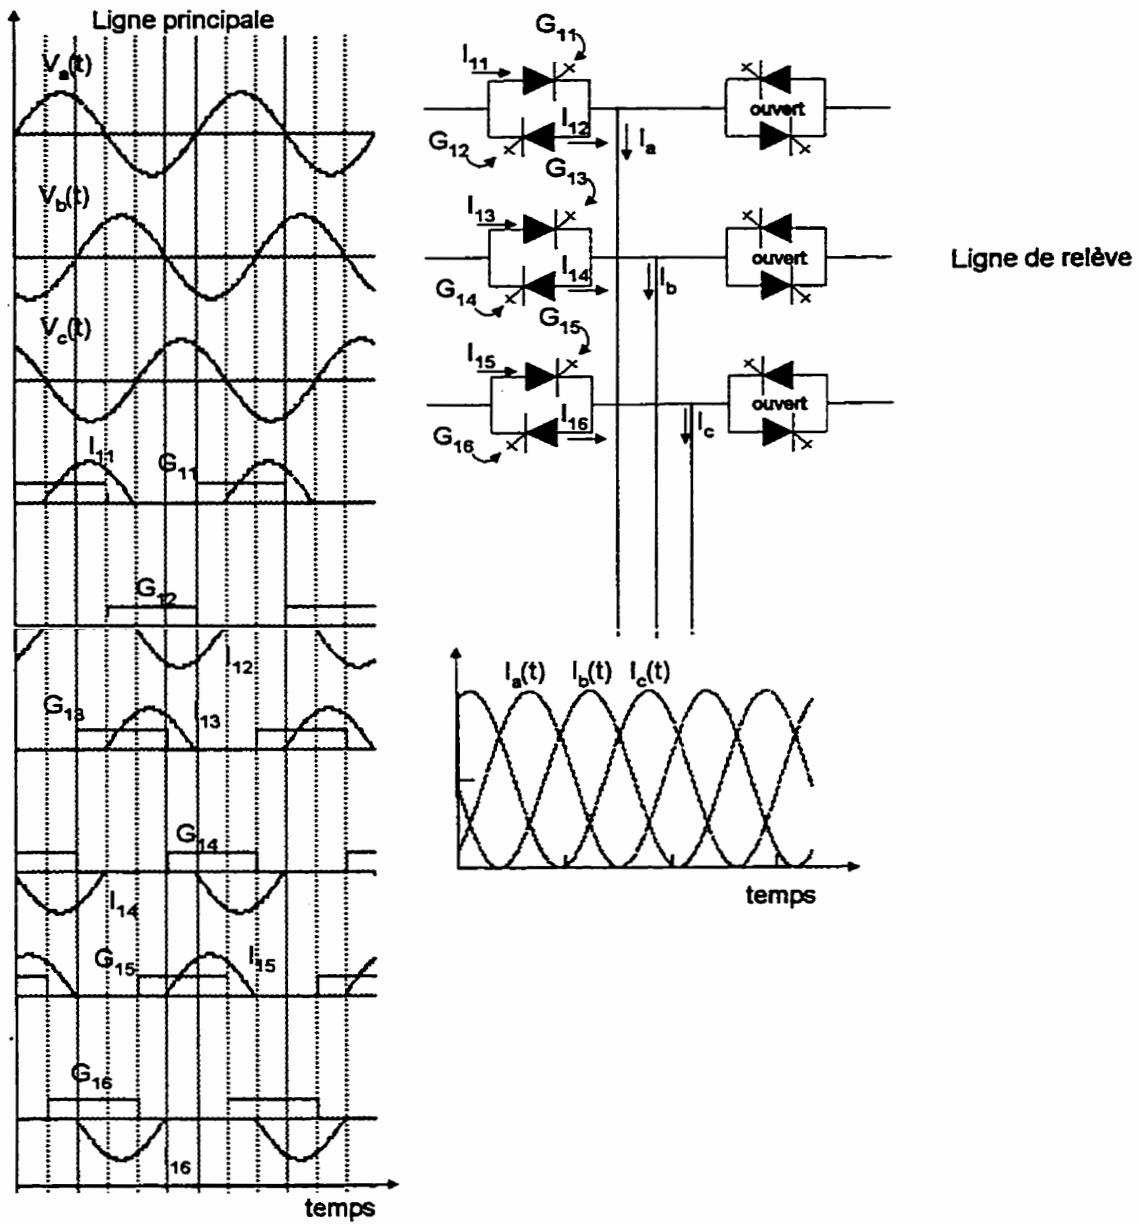 Ligne principale
Va(t)
Vb(t)
Vc(t)
I11
G11
G12
I12
G13
13
G14
I14
G15
I15
G16
16
temps
G11
I11
I12
G12
Ia
ouvert
G13
I13
I14
G14
Ib
ouvert
Ligne de relève
G15
I15
I16
G16
Ic
ouvert
Ia(t) Ib(t) Ic(t)
temps